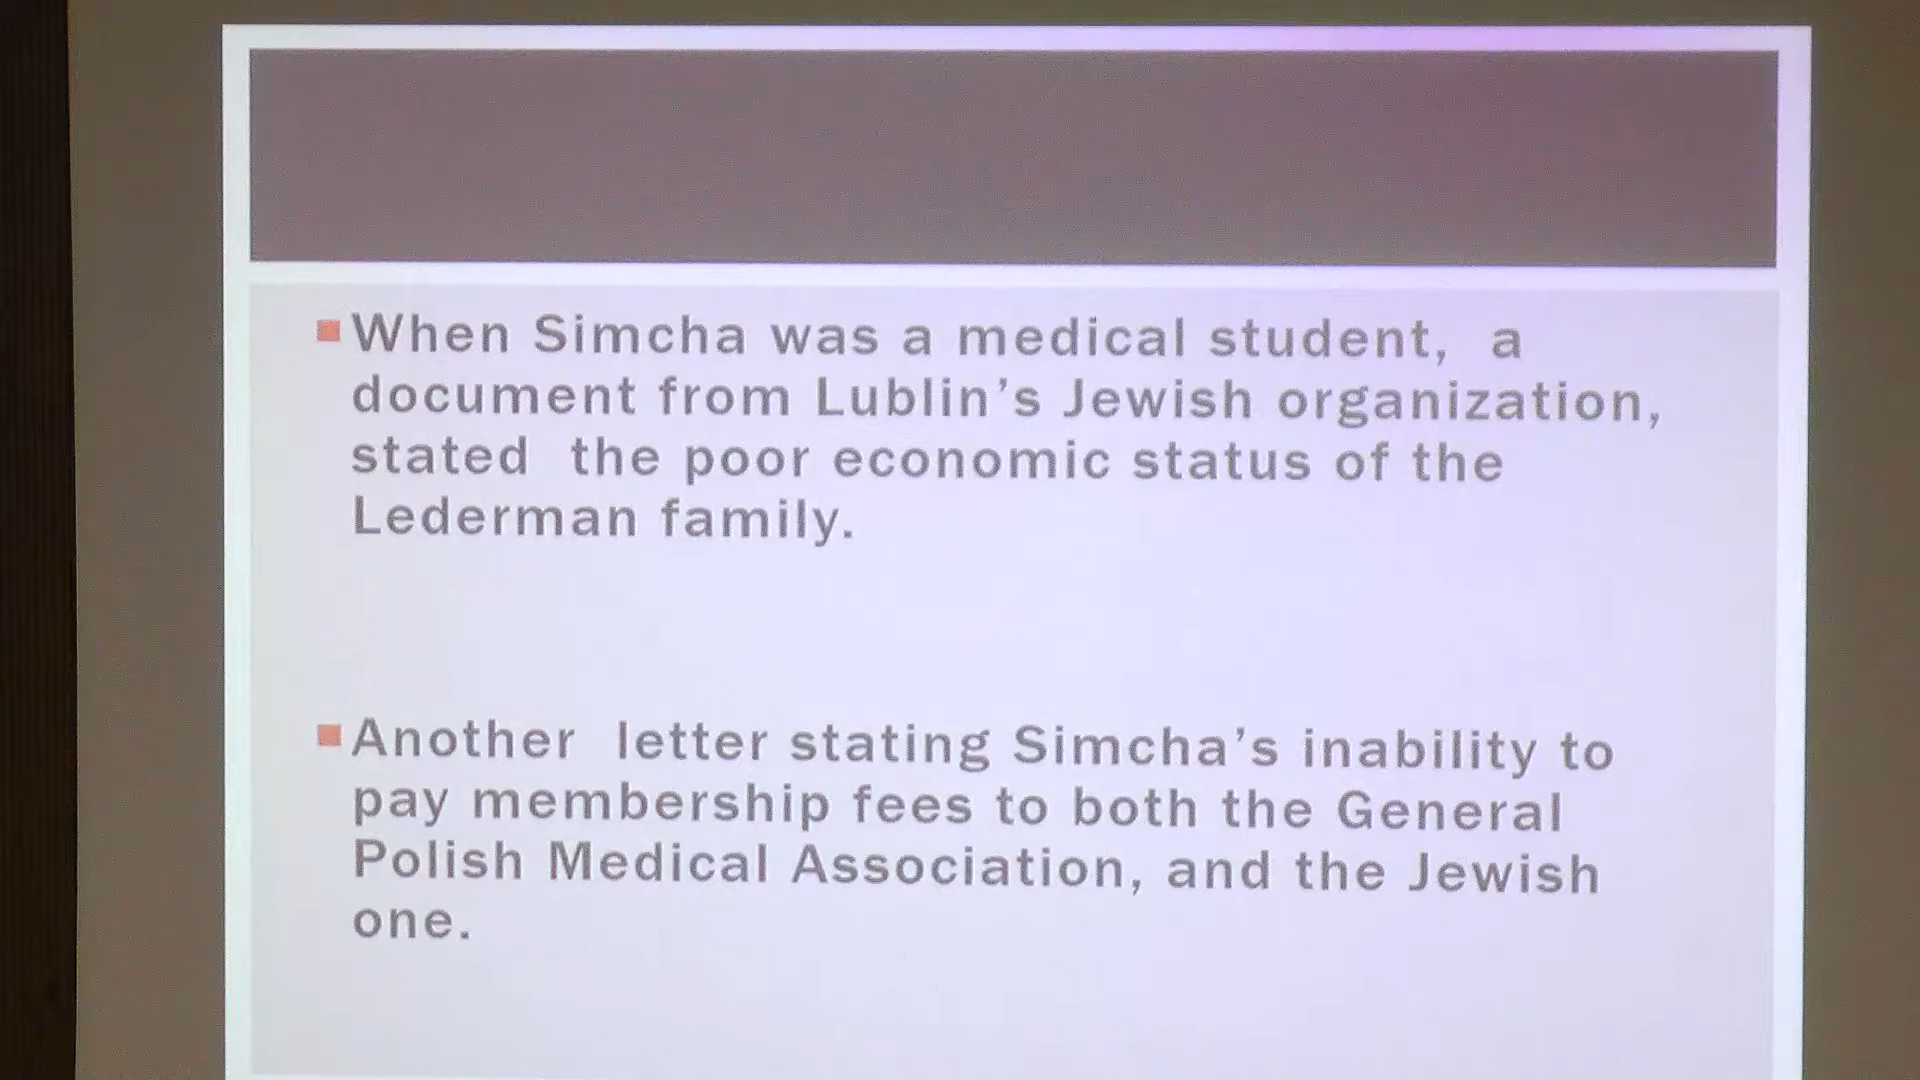 When Simcha was a medical student,  a
document from Lublin’s Jewish organization,
stated  the poor economic status of the
Lederman family.
Another  letter stating Simcha’s inability to
pay membership fees to both the General
Polish Medical Association, and the Jewish
one.